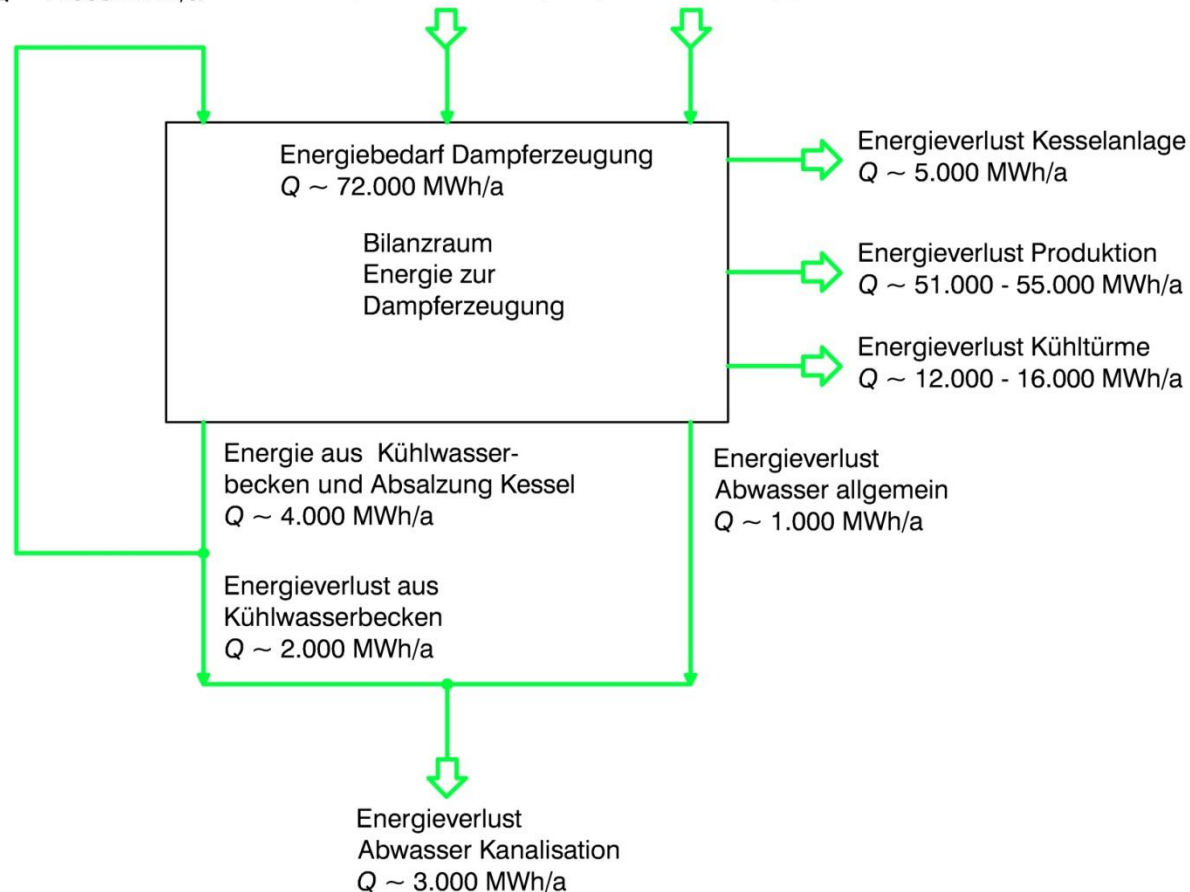 Energiebedarf Dampferzeugung
Q ~ 72.000 MWh/a
Bilanzraum
Energie zur
Dampferzeugung
Energieverlust Kesselanlage
Q ~ 5.000 MWh/a
Energieverlust Produktion
Q ~ 51.000 - 55.000 MWh/a
Energieverlust Kühltürme
Q ~ 12.000 - 16.000 MWh/a
Energie aus Kühlwasser-
becken und Absalzung Kessel
Q ~ 4.000 MWh/a
Energieverlust
Abwasser allgemein
Q ~ 1.000 MWh/a
Energieverlust aus
Kühlwasserbecken
Q ~ 2.000 MWh/a
Energieverlust
Abwasser Kanalisation
Q ~ 3.000 MWh/a